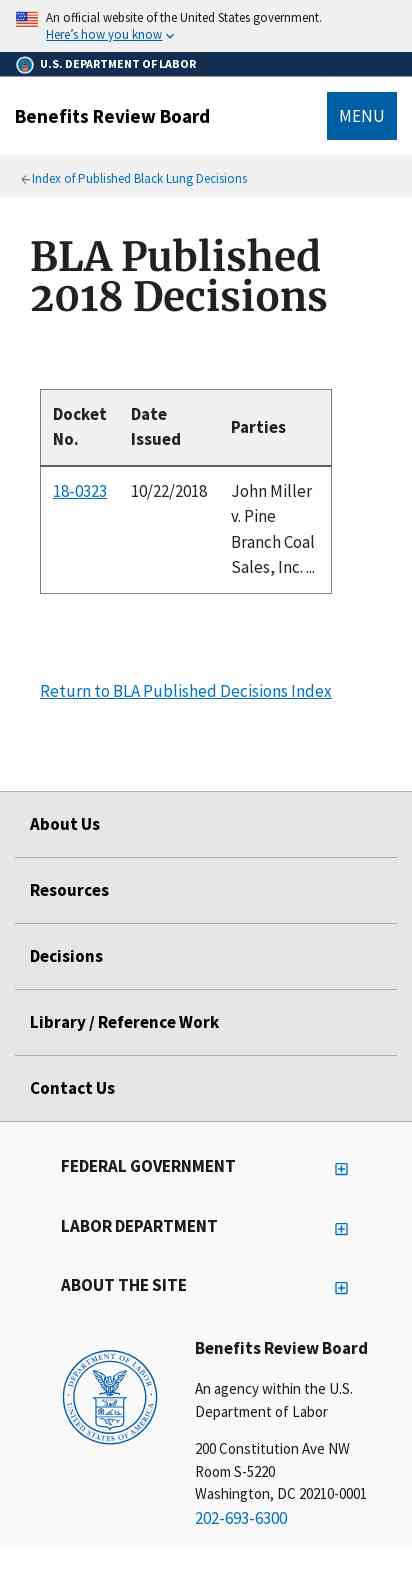 An official website of the United States government.
Here's how you know
U.S. DEPARTMENT OF LABOR
Benefits Review Board
MENU
Index of Published Black Lung Decisions
BLA Published
2018 Decisions
Docket No. Date Issued Parties
18-0323 10/22/2018 John Miller
v. Pine
Branch Coal
Sales, Inc. ...
Return to BLA Published Decisions Index
About Us
Resources
Decisions
Library / Reference Work
Contact Us
FEDERAL GOVERNMENT
LABOR DEPARTMENT
ABOUT THE SITE
DEPARTMENT OF LABOR
UNITED STATES OF AMERICA
Benefits Review Board
An agency within the U.S.
Department of Labor
200 Constitution Ave NW
Room S-5220
Washington, DC 20210-0001
202-693-6300